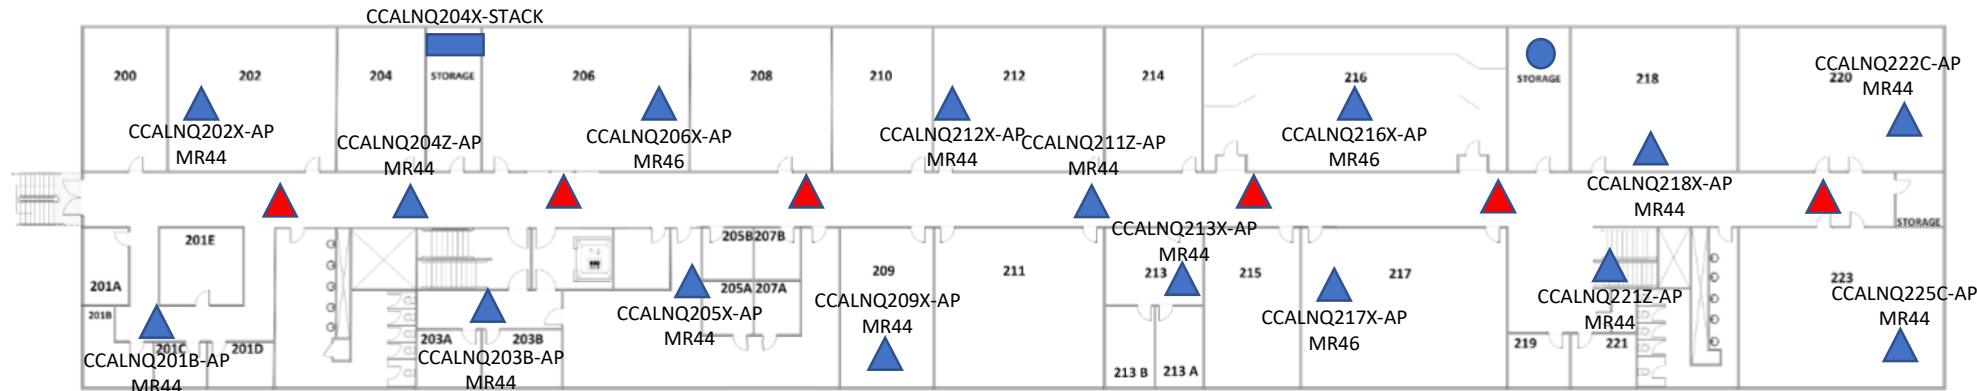 CCALNQ204X-STACK
200
202
204
STORAGE
206
208
210
212
214
216
STORAGE
218
220
CCALNQ222C-AP
MR44
CCALNQ202X-AP
MR44
CCALNQ204Z-AP
MR44
CCALNQ206X-AP
MR46
CCALNQ212X-AP
MR44
CCALNQ211Z-AP
MR44
CCALNQ216X-AP
MR46
CCALNQ218X-AP
MR44
STORAGE
201E
205B
207B
CCALNQ213X-AP
MR44
201A
209
211
213
215
217
223
201B
205A
207A
CCALNQ205X-AP
MR44
CCALNQ209X-AP
MR44
CCALNQ217X-AP
MR46
CCALNQ221Z-AP
MR44
CCALNQ225C-AP
MR44
201C
201D
203A
203B
219
221
CCALNQ201B-AP
MR44
CCALNQ203B-AP
MR44
213 B
213 A